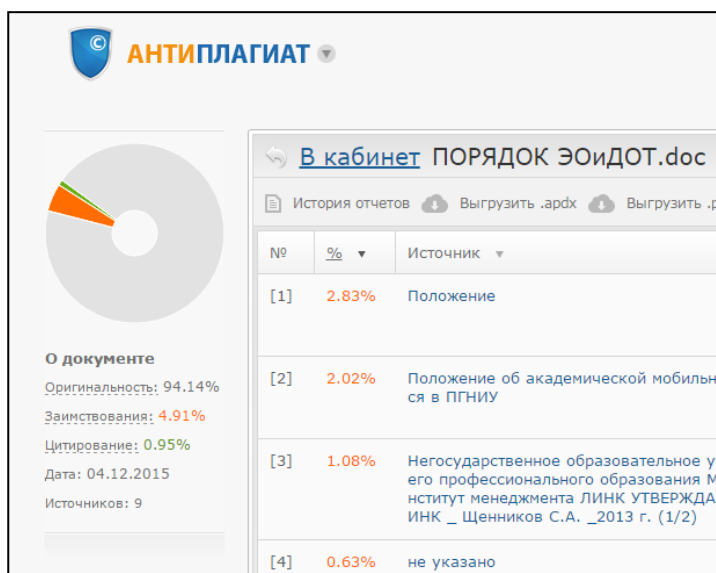 © АНТИПЛАГИАТ
В кабинет ПОРЯДОК ЭОиДОТ.doc
История отчетов Выгрузить .apdx Выгрузить .p
№ % Источник
[1] 2.83% Положение
О документе
Оригинальность: 94.14%
Заимствования: 4.91%
Цитирование: 0.95%
Дата: 04.12.2015
Источников: 9
[2] 2.02% Положение об академической мобильн
ся в ПГНИУ
[3] 1.08% Негосударственное образовательное у
его профессионального образования М
нститут менеджмента ЛИНК УТВЕРЖДА
ИНК _ Щенников С.А. _2013 г. (1/2)
[4] 0.63% не указано